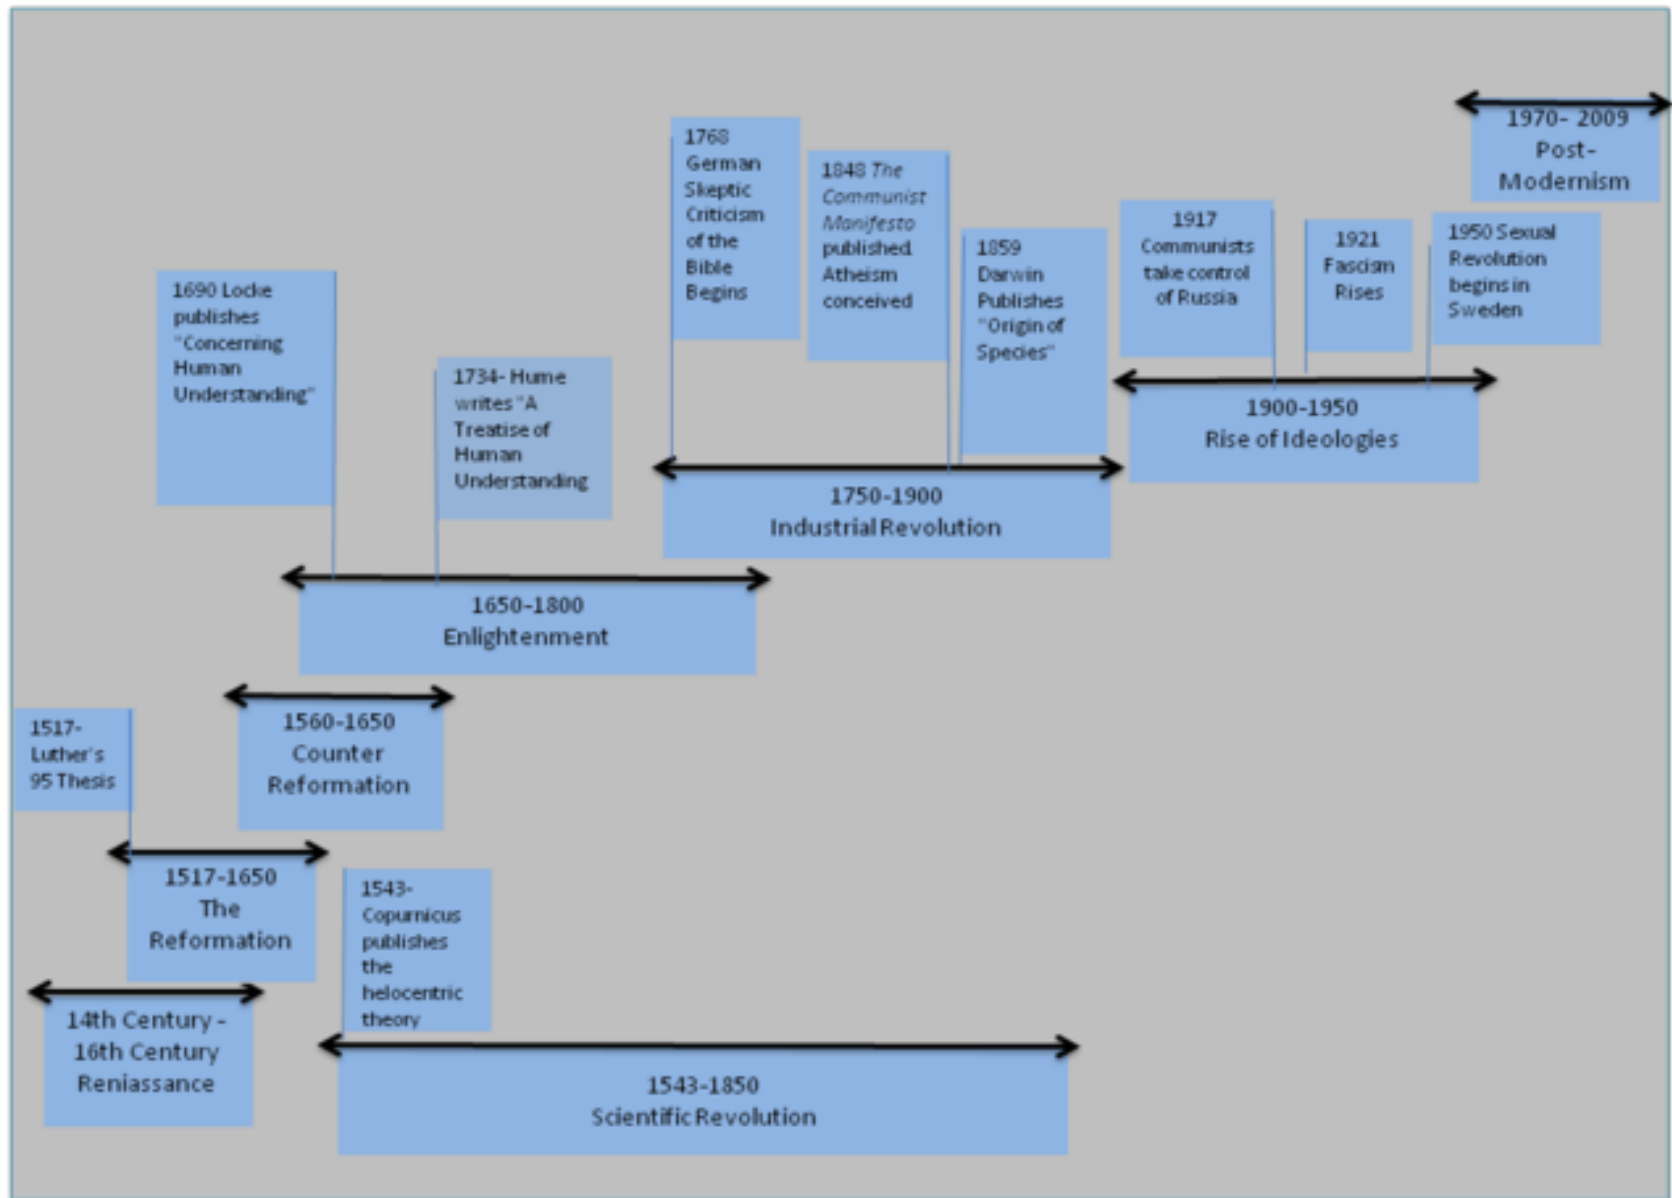 1970- 2009
Post-
Modernism
1768
German
Skeptic
Criticism
of the
Bible
Begins
1848 The
Communist
Manifesto
published.
Atheism
conceived
1859
Darwin
Publishes
"Origin of
Species"
1917
Communists
take control
of Russia
1921
Fascism
Rises
1950 Sexual
Revolution
begins in
Sweden
1900-1950
Rise of Ideologies
1690 Locke
publishes
"Concerning
Human
Understanding"
1734- Hume
writes "A
Treatise of
Human
Understanding
1750-1900
Industrial Revolution
1650-1800
Enlightenment
1560-1650
Counter
Reformation
1517-
Luther's
95 Thesis
1517-1650
The
Reformation
1543-
Copurnicus
publishes
the
helocentric
theory
14th Century -
16th Century
Reniassance
1543-1850
Scientific Revolution